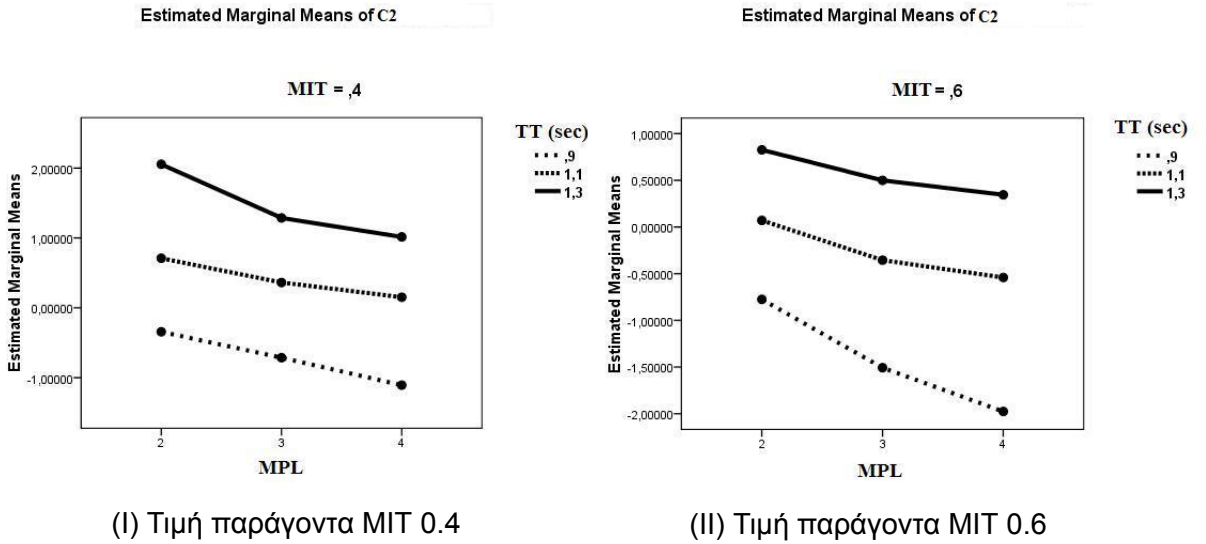 Estimated Marginal Means of C2
MIT = ,4
TT (sec)
,9
1,1
1,3
Estimated Marginal Means
2,00000
1,00000
0,00000
-1,00000
2
3
4
MPL
(I) Τιμή παράγοντα MIT 0.4
Estimated Marginal Means of C2
MIT = ,6
TT (sec)
,9
1,1
1,3
Estimated Marginal Means
1,00000
0,50000
0,00000
-0,50000
-1,00000
-1,50000
-2,00000
2
3
4
MPL
(II) Τιμή παράγοντα MIT 0.6